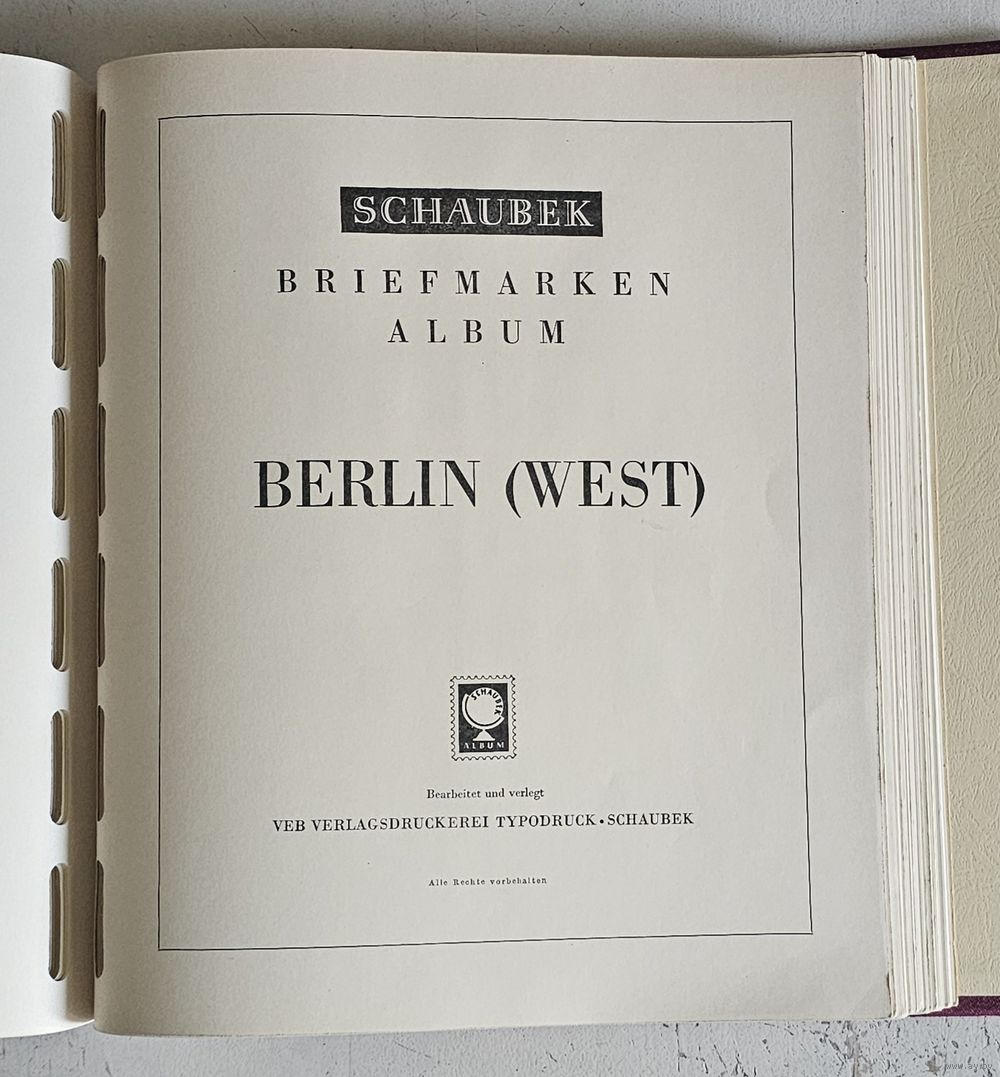 SCHAUBEK
BRIEFMARKEN
ALBUM
BERLIN (WEST)
SCHAUBEK
ALBUM
Bearbeitet und verlegt
VEB VERLAGSDRUCKEREI TYPODRUCK • SCHAUBEK
Alle Rechte vorbehalten